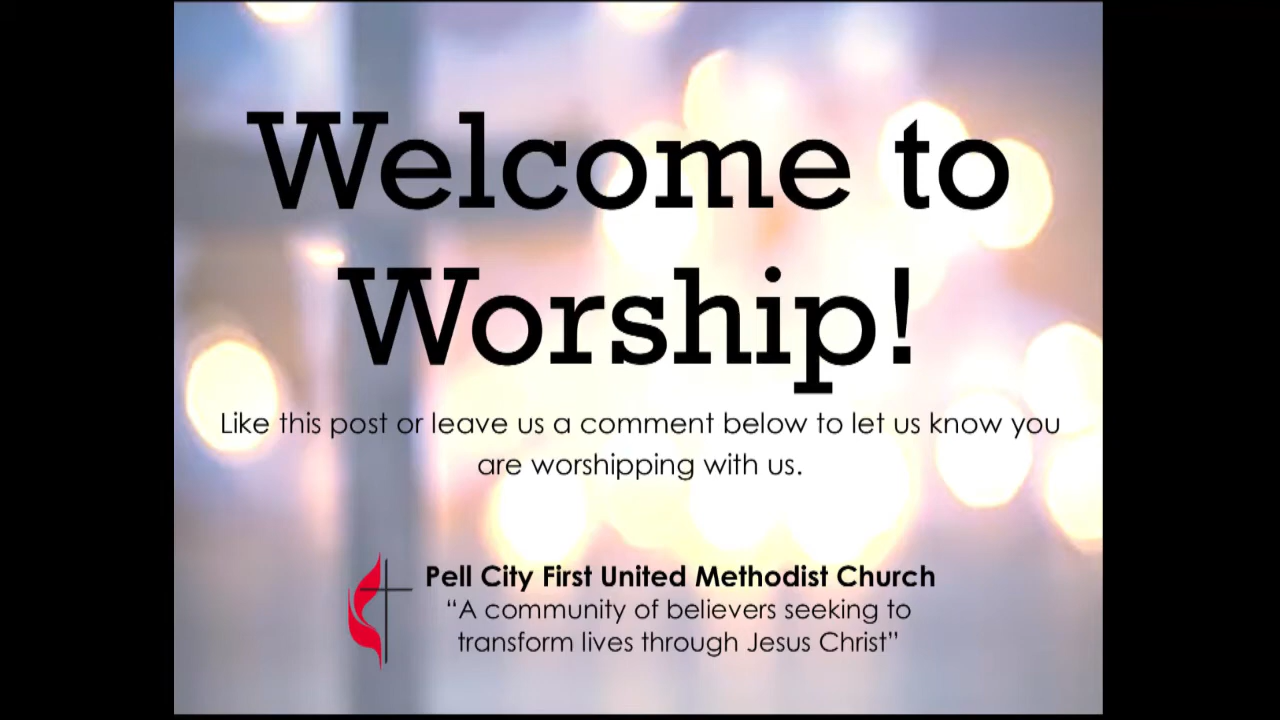 Welcome to
Worship!
Like this post or leave us a comment below to let us know you
are worshipping with us.
Pell City First United Methodist Church
“A community of believers seeking to
transform lives through Jesus Christ”